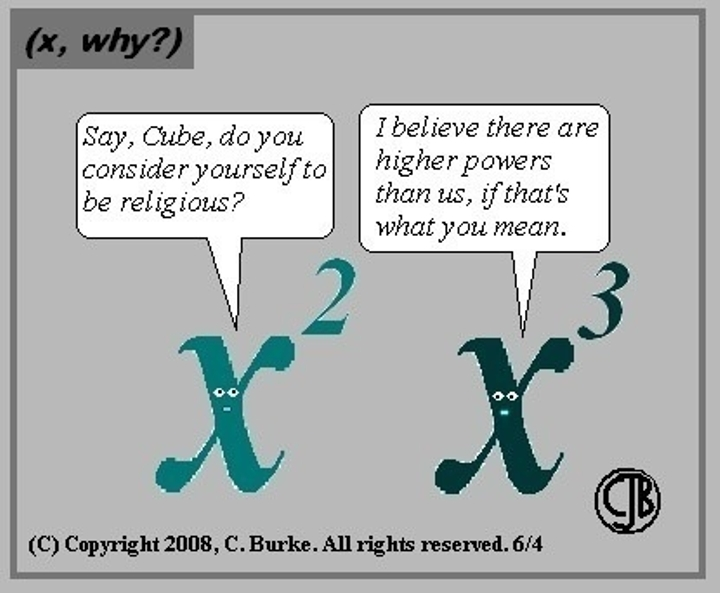 (x, why?)
Say, Cube, do you
consider yourself to
be religious?
I believe there are
higher powers
than us, if that's
what you mean.
x²
x³
CJB
(C) Copyright 2008, C. Burke. All rights reserved. 6/4